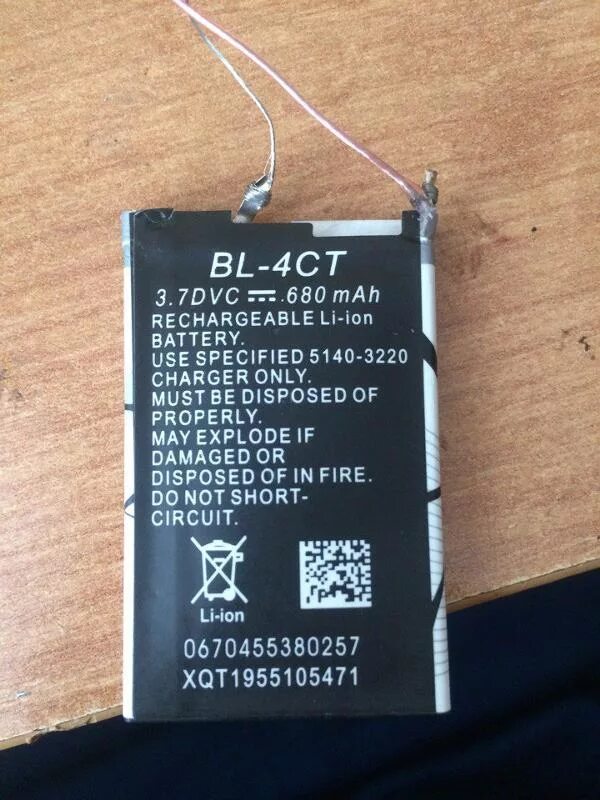 BL-4CT
3.7DVC ⎓ .680 mAh
RECHARGEABLE Li-ion
BATTERY.
USE SPECIFIED 5140-3220
CHARGER ONLY.
MUST BE DISPOSED OF
PROPERLY.
MAY EXPLODE IF
DAMAGED OR
DISPOSED OF IN FIRE.
DO NOT SHORT-
CIRCUIT.
Li-ion
0670455380257
XQT1955105471